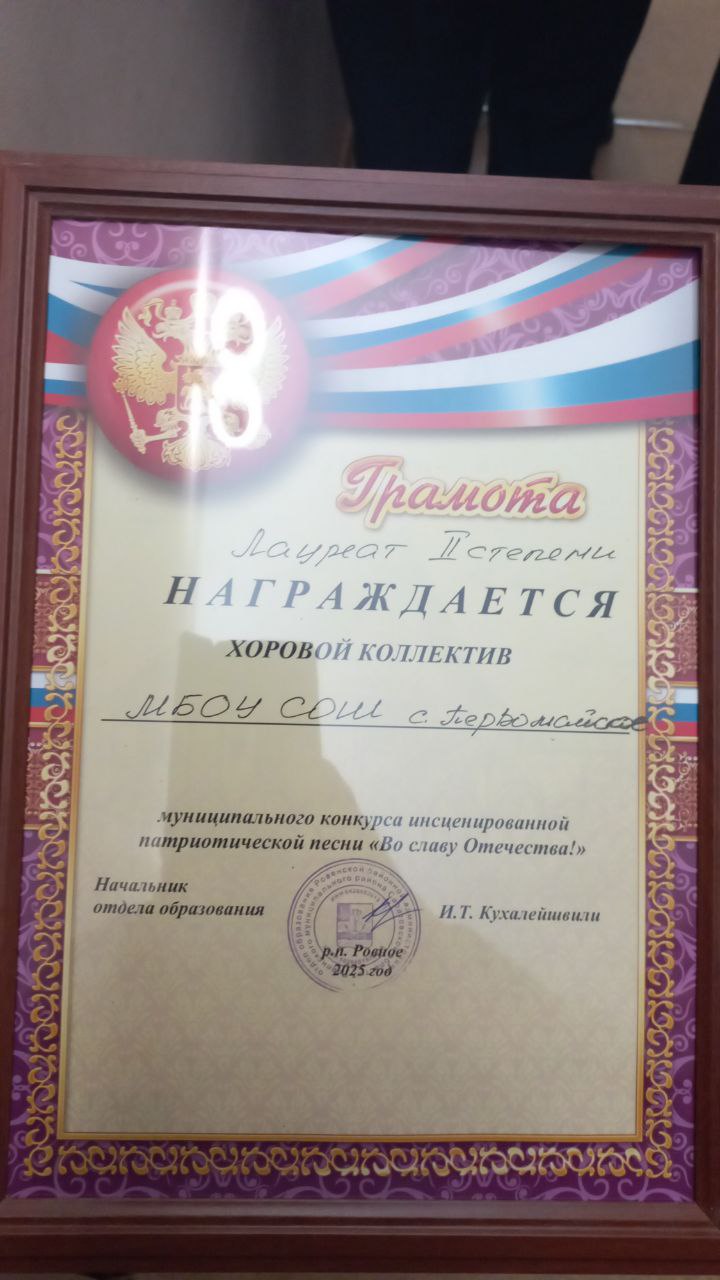 Грамота
Лауреат II степени
НАГРАЖДАЕТСЯ
ХОРОВОЙ КОЛЛЕКТИВ
МБОУ СОШ с. Первомайское
муниципального конкурса инсценированной
патриотической песни «Во славу Отечества!»
Начальник
отдела образования
И.Т. Кухалейшвили
р.п. Ровное
2025 год